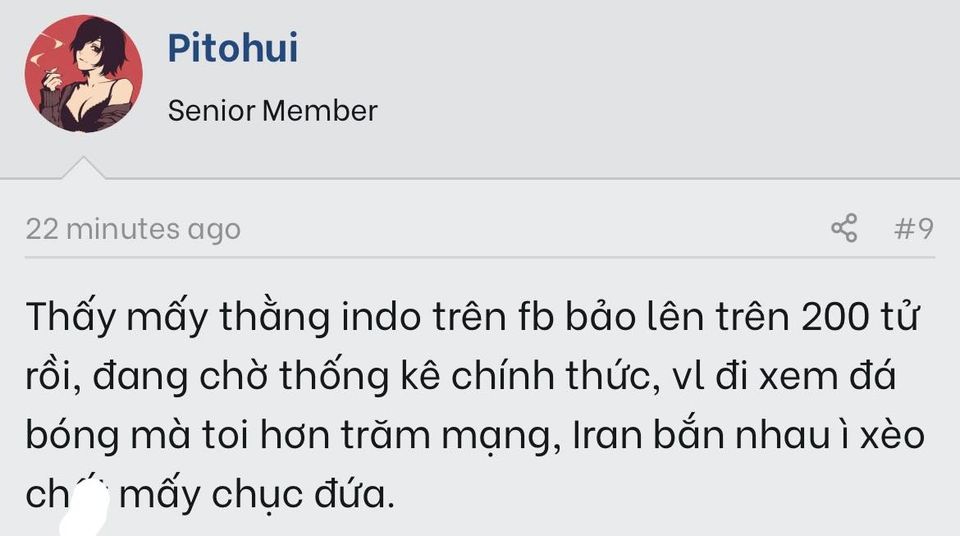 Pitohui
Senior Member
22 minutes ago
#9
Thấy mấy thằng indo trên fb bảo lên trên 200 tử
rồi, đang chờ thống kê chính thức, vl đi xem đá
bóng mà toi hơn trăm mạng, Iran bắn nhau ì xèo
mấy chục đứa.